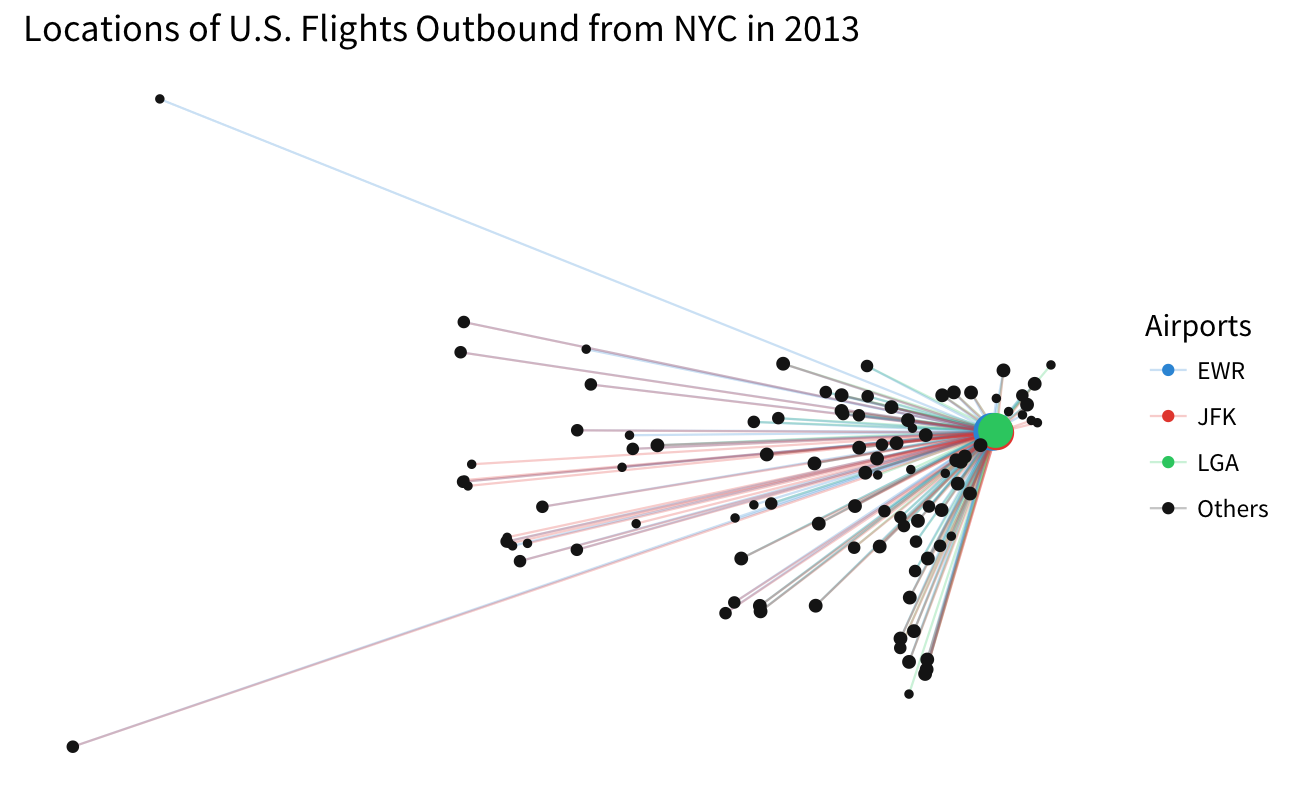 Locations of U.S. Flights Outbound from NYC in 2013
Airports
EWR
JFK
LGA
Others